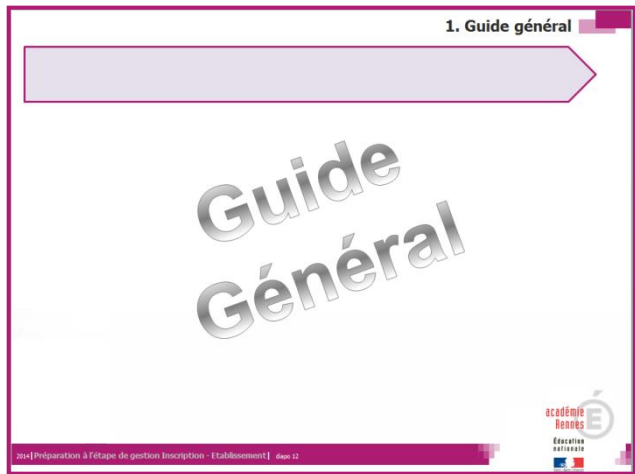 1. Guide général
Guide
Général
académie
Rennes
É
Éducation
nationale
2014|Préparation à l'étape de gestion Inscription - Etablissement| diapo 12